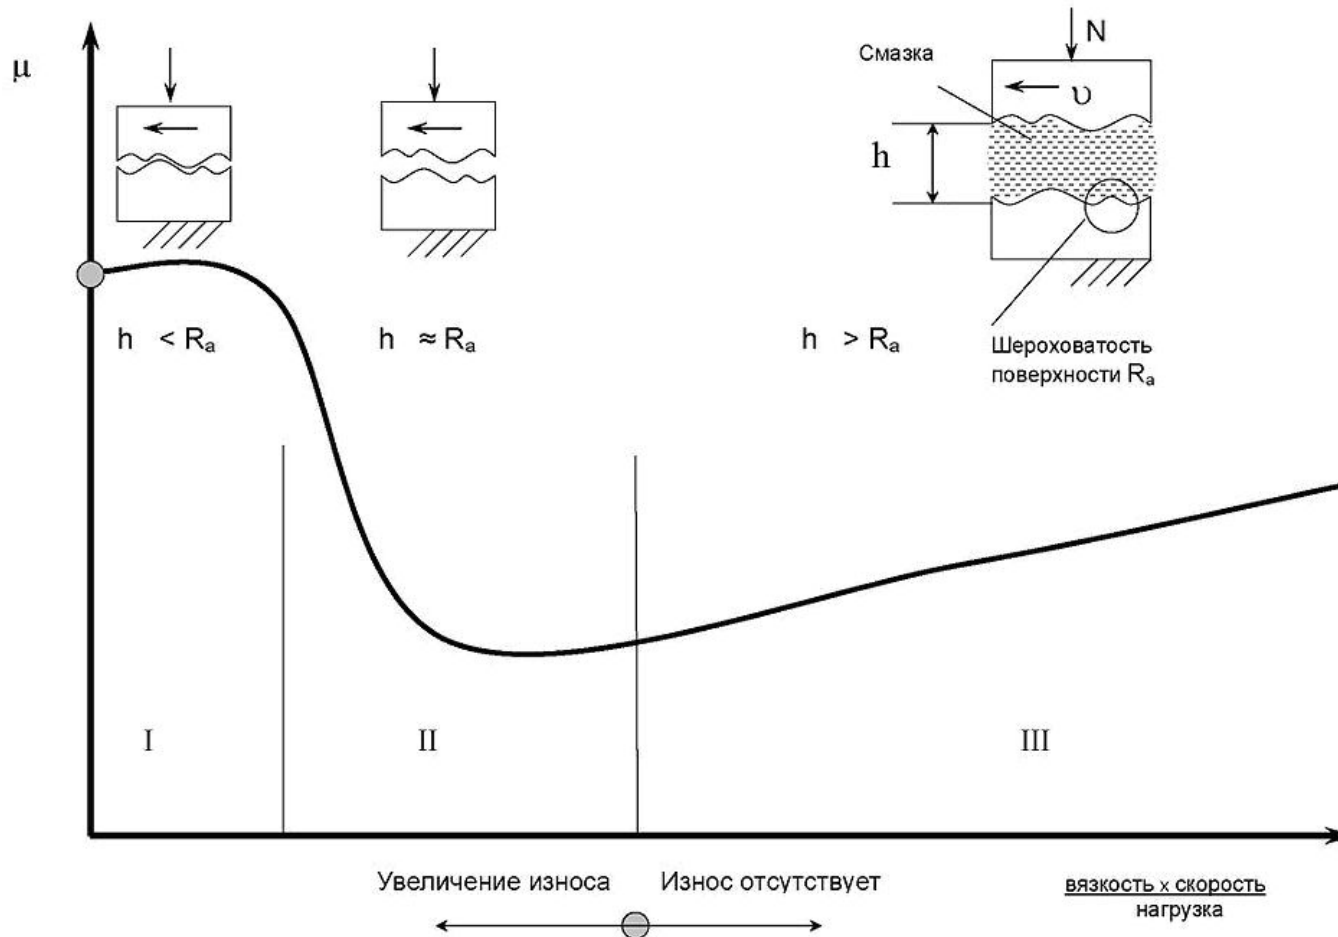 μ
N
Смазка
υ
h
h < Rₐ
h ≈ Rₐ
h > Rₐ
Шероховатость
поверхности Rₐ
I
II
III
Увеличение износа
Износ отсутствует
вязкость x скорость
нагрузка